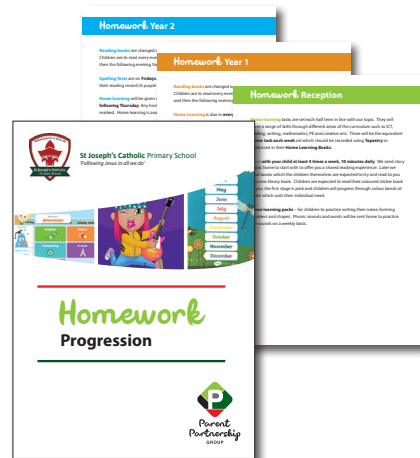 Homework Year 2
Reading books are changed
Children are to read every
then the following evening
Spelling Tests are on Fridays.
their reading record
Home learning will be given
following Thursday. Any
marked. Home learning is
Homework Year 1
Reading books are changed
Children are to read every
and then the following evening
Home Learning is due in every
Homework Reception
Home learning tasks are set each half term in line with our topic. They will
a range of skills through different areas of the curriculum such as ICT,
writing, mathematics, PE and creative arts. There will be the equivalent
task each week set which should be recorded using Tapestry or
in their Home Learning Books.
with your child at least 4 times a week, 10 minutes daily. We send story
home to start with to offer you a shared reading experience. Later we
books which the children themselves are expected to try and read to you
library book. Children are expected to read their coloured sticker book
you, the first stage is pink and children will progress through colour bands at
which suits their individual need.
learning packs – for children to practice writing their name, forming
and shapes. Phonic sounds and words will be sent home to practice
sounds on a weekly basis.
St Joseph's Catholic Primary School
'Following Jesus in all we do'
May
June
July
August
September
October
November
December
Homework
Progression
P
Parent
Partnership
GROUP